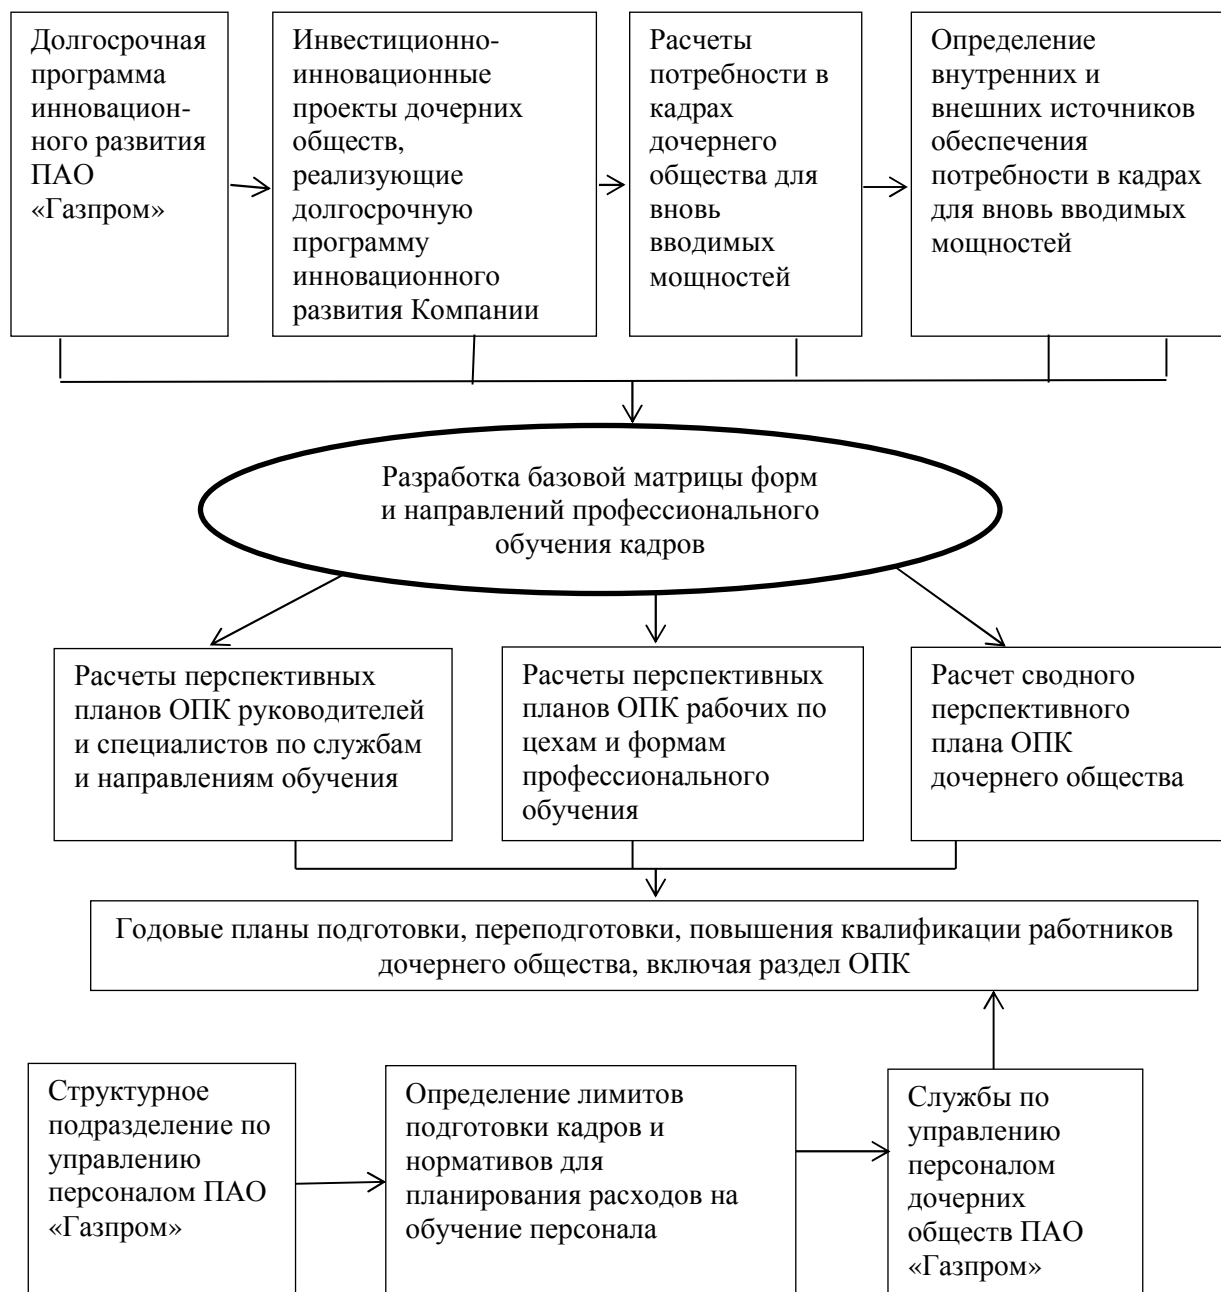 Долгосрочная
программа
инновацион-
ного развития
ПАО
«Газпром»
Инвестиционно-
инновационные
проекты дочерних
обществ,
реализующие
долгосрочную
программу
инновационного
развития Компании
Расчеты
потребности в
кадрах
дочернего
общества для
вновь
вводимых
мощностей
Определение
внутренних и
внешних источников
обеспечения
потребности в кадрах
для вновь вводимых
мощностей
Разработка базовой матрицы форм
и направлений профессионального
обучения кадров
Расчеты перспективных
планов ОПК руководителей
и специалистов по службам
и направлениям обучения
Расчеты перспективных
планов ОПК рабочих по
цехам и формам
профессионального
обучения
Расчет сводного
перспективного
плана ОПК
дочернего общества
Годовые планы подготовки, переподготовки, повышения квалификации работников
дочернего общества, включая раздел ОПК
Структурное
подразделение по
управлению
персоналом ПАО
«Газпром»
Определение лимитов
подготовки кадров и
нормативов для
планирования расходов на
обучение персонала
Службы по
управлению
персоналом
дочерних
обществ ПАО
«Газпром»